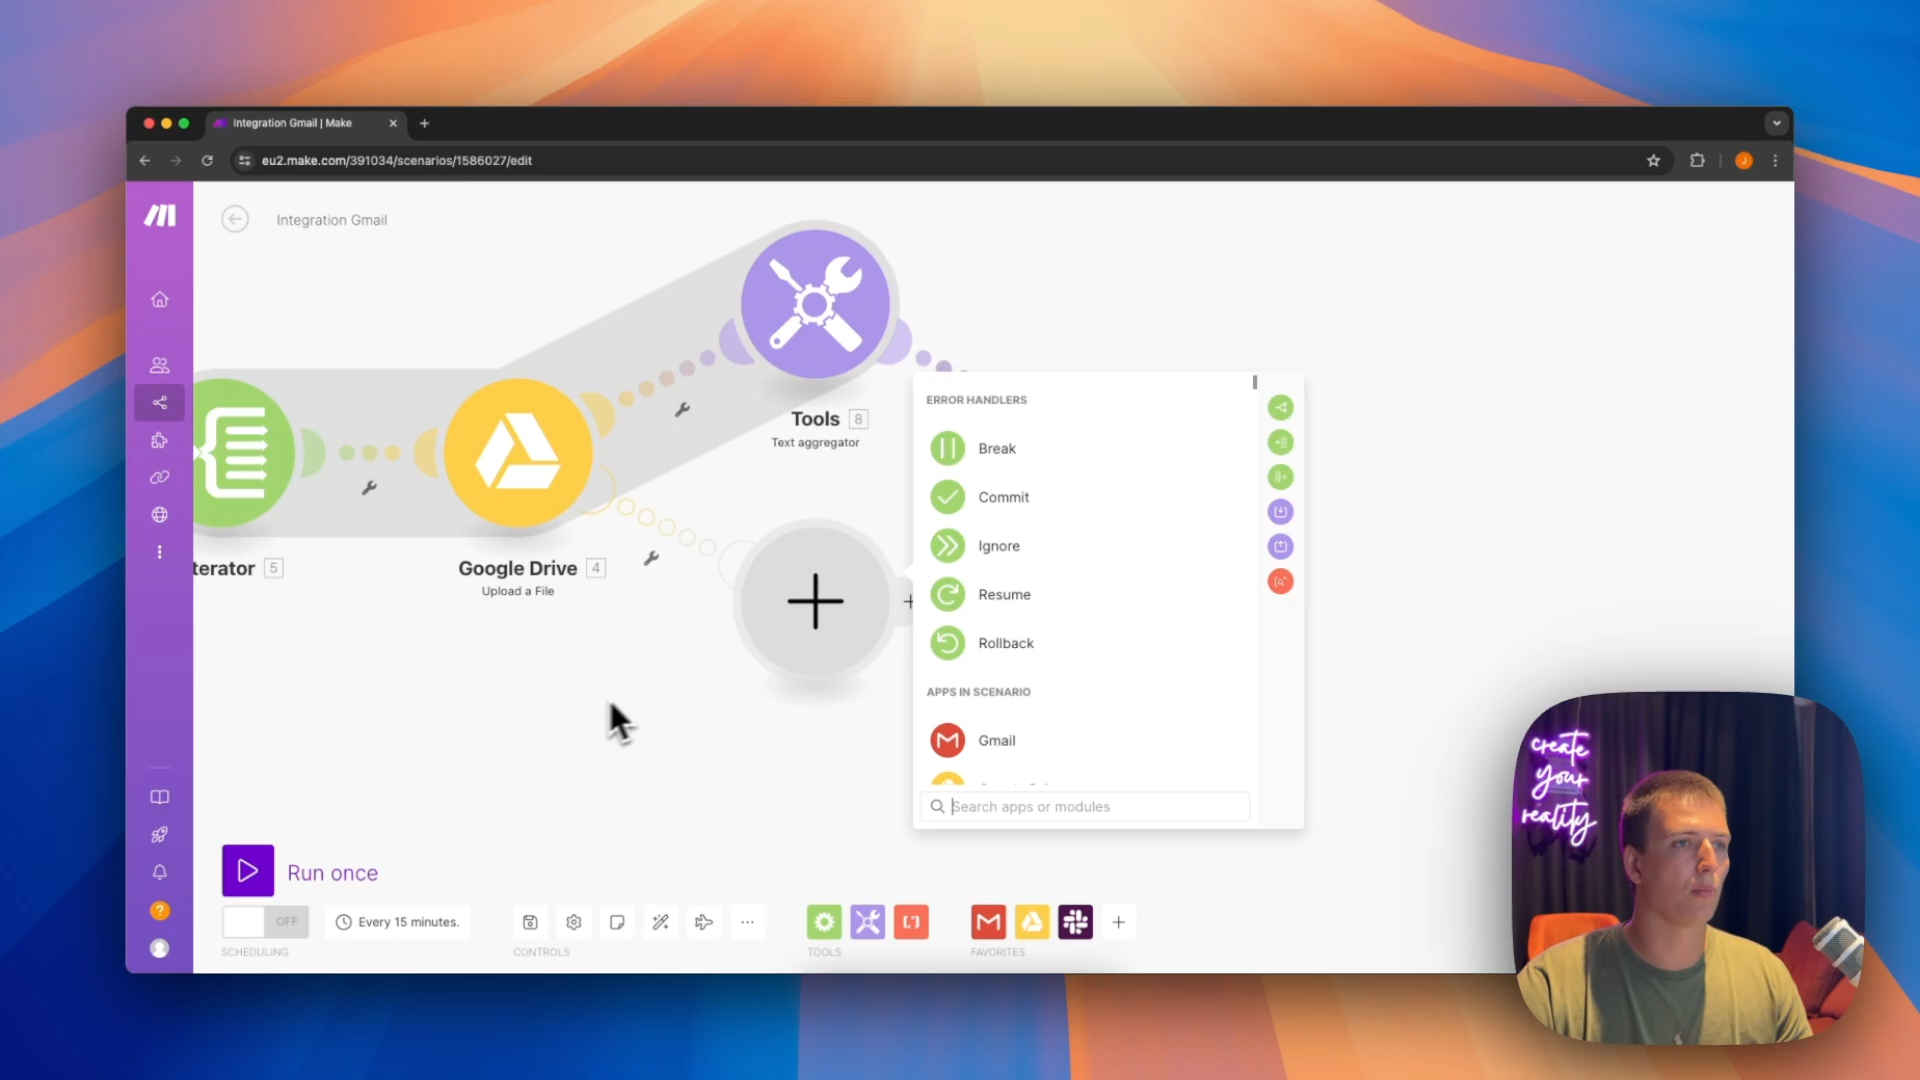 Integration Gmail | Make
eu2.make.com/391034/scenarios/1586027/edit
J
Integration Gmail
Tools 8
Text aggregator
terator 5
Google Drive 4
Upload a File
ERROR HANDLERS
Break
Commit
Ignore
Resume
Rollback
APPS IN SCENARIO
Gmail
Search apps or modules
Run once
OFF
Every 15 minutes.
SCHEDULING
CONTROLS
TOOLS
FAVORITES
create
your
reality